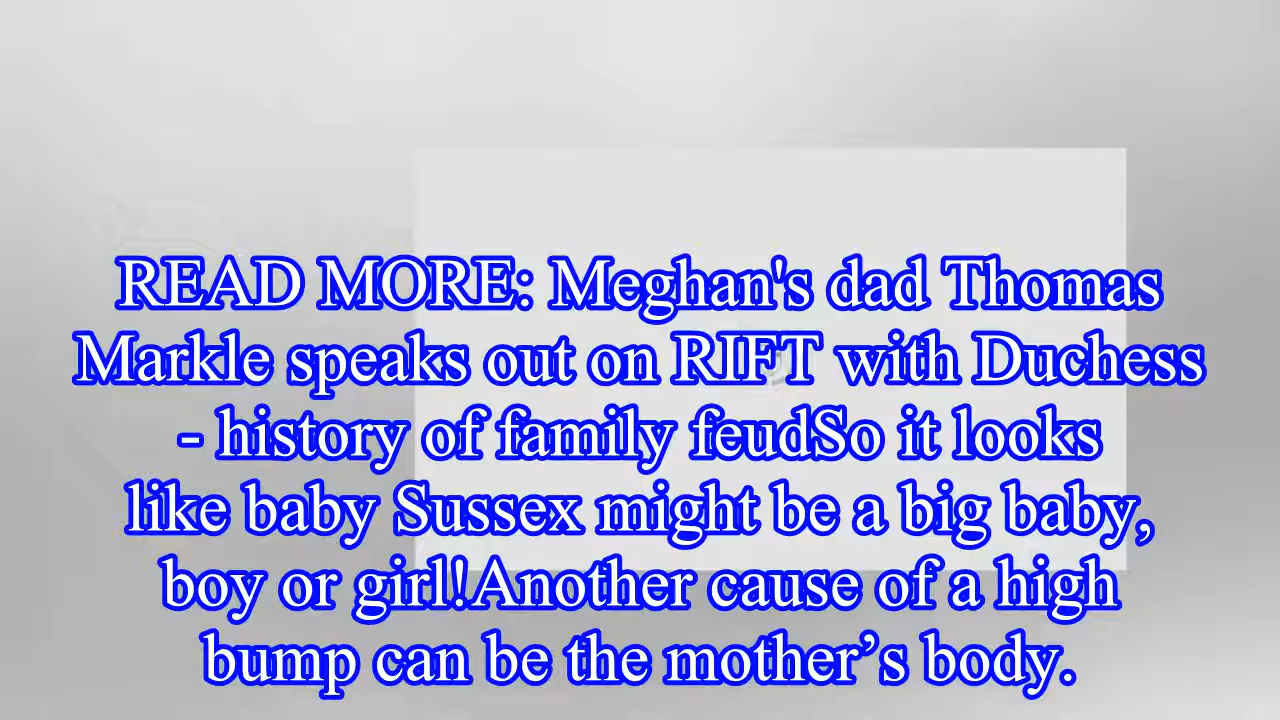 READ MORE: Meghan's dad Thomas
Markle speaks out on RIFT with Duchess
- history of family feudSo it looks
like baby Sussex might be a big baby,
boy or girl!Another cause of a high
bump can be the mother’s body.